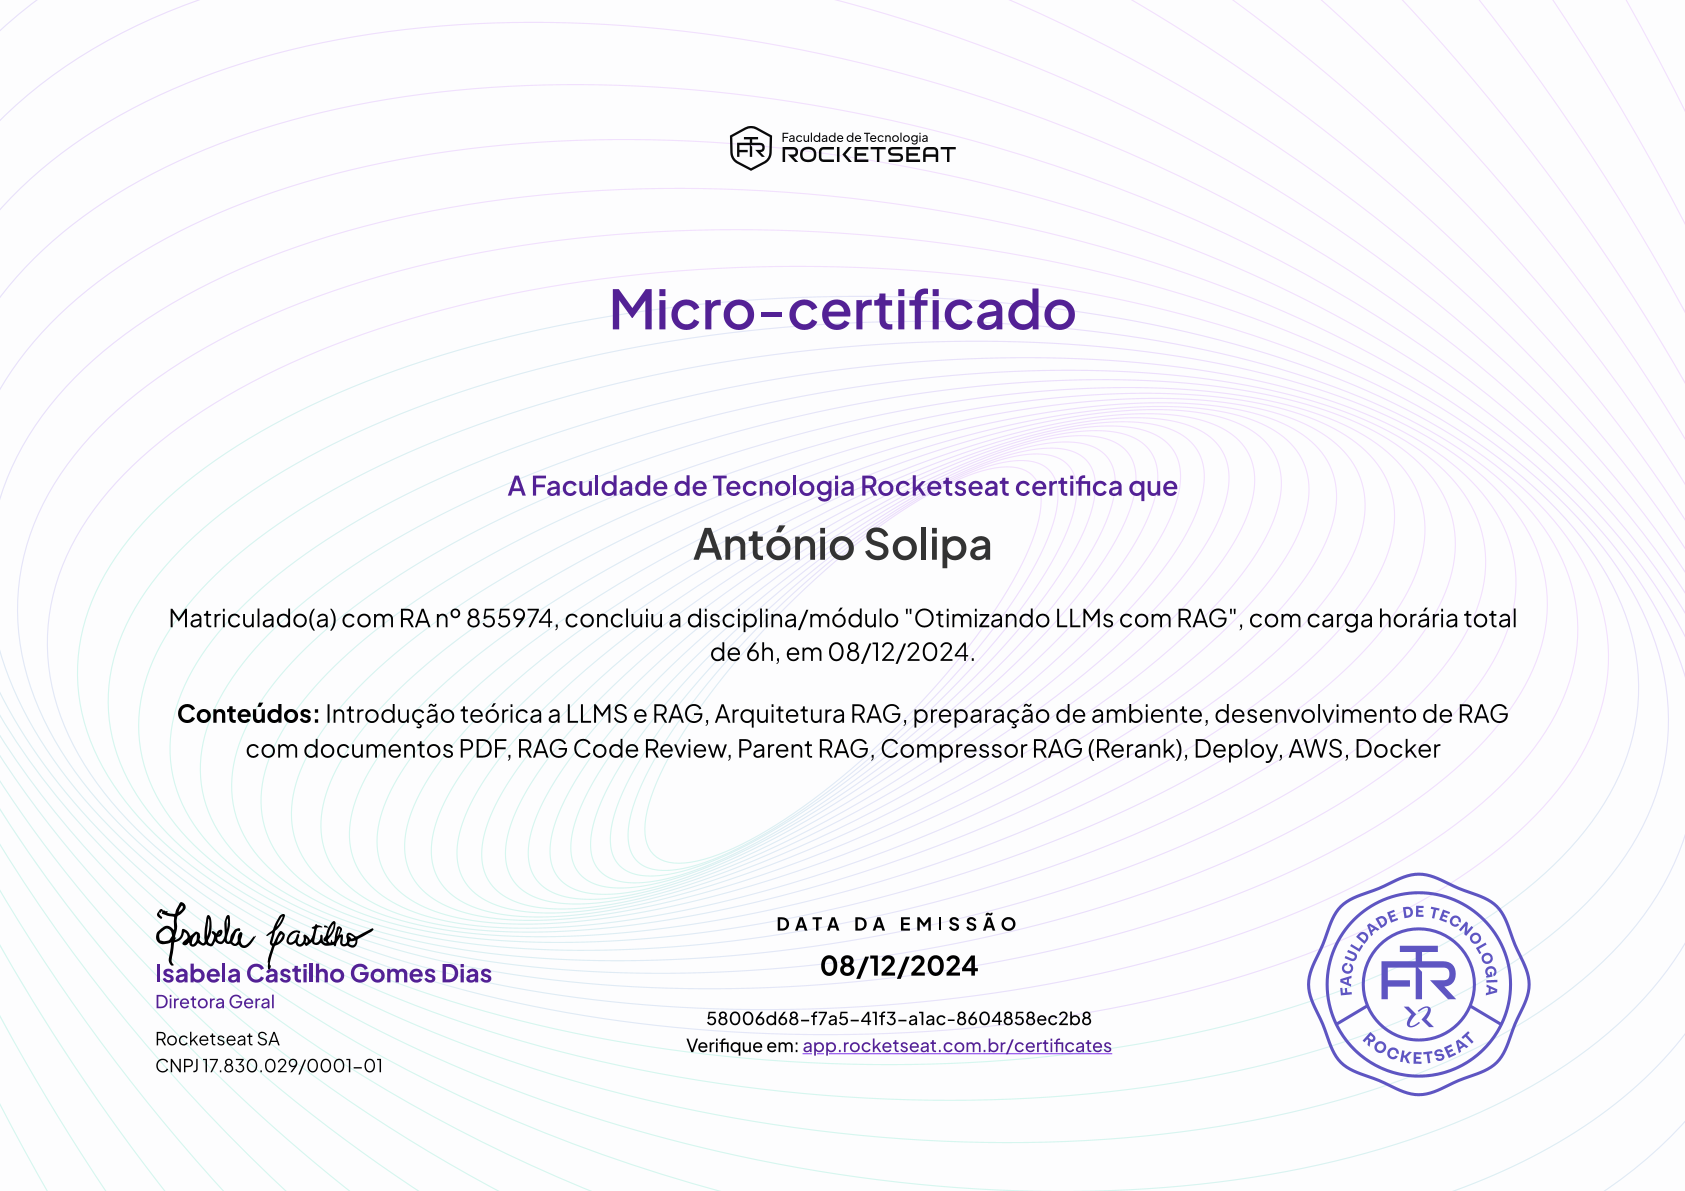 Faculdade de Tecnologia
ROCKETSEAT
Micro-certificado
A Faculdade de Tecnologia Rocketseat certifica que
António Solipa
Matriculado(a) com RA nº 855974, concluiu a disciplina/módulo "Otimizando LLMs com RAG", com carga horária total
de 6h, em 08/12/2024.
Conteúdos: Introdução teórica a LLMS e RAG, Arquitetura RAG, preparação de ambiente, desenvolvimento de RAG
com documentos PDF, RAG Code Review, Parent RAG, Compressor RAG (Rerank), Deploy, AWS, Docker
Isabela Castilho
Isabela Castilho Gomes Dias
Diretora Geral
Rocketseat SA
CNPJ 17.830.029/0001-01
DATA DA EMISSÃO
08/12/2024
58006d68-f7a5-41f3-a1ac-8604858ec2b8
Verifique em: app.rocketseat.com.br/certificates
FACULDADE DE TECNOLOGIA
FTR
ROCKETSEAT